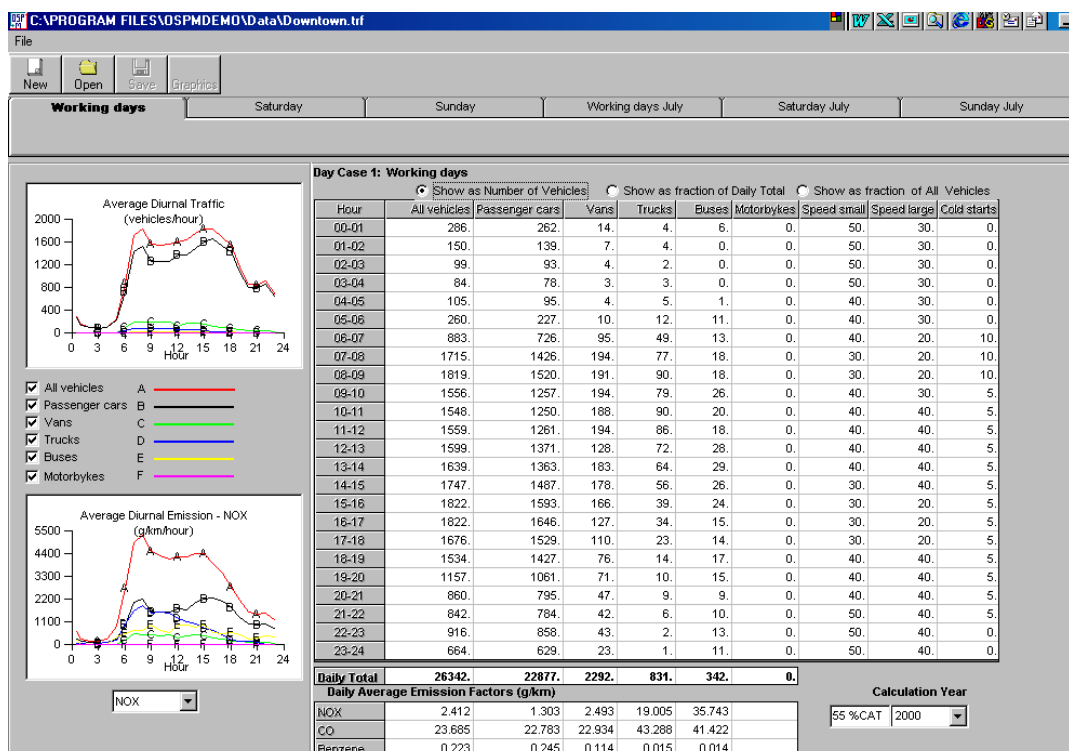 C:\PROGRAM FILES\OSPMDEMO\Data\Downtown.trf
File
New Open Save Graphics
Working days Saturday Sunday Working days July Saturday July Sunday July
Day Case 1: Working days
Show as Number of Vehicles Show as fraction of Daily Total Show as fraction of All Vehicles
Hour All vehicles Passenger cars Vans Trucks Buses Motorbykes Speed small Speed large Cold starts
00-01 286. 262. 14. 4. 6. 0. 50. 30. 0.
01-02 150. 139. 7. 4. 0. 0. 50. 30. 0.
02-03 99. 93. 4. 2. 0. 0. 50. 30. 0.
03-04 84. 78. 3. 3. 0. 0. 50. 30. 0.
04-05 105. 95. 4. 5. 1. 0. 40. 30. 0.
05-06 260. 227. 10. 12. 11. 0. 40. 30. 0.
06-07 883. 726. 95. 49. 13. 0. 40. 20. 10.
07-08 1715. 1426. 194. 77. 18. 0. 30. 20. 10.
08-09 1819. 1520. 191. 90. 18. 0. 30. 20. 10.
09-10 1556. 1257. 194. 79. 26. 0. 40. 30. 5.
10-11 1548. 1250. 188. 90. 20. 0. 40. 40. 5.
11-12 1559. 1261. 194. 86. 18. 0. 40. 40. 5.
12-13 1599. 1371. 128. 72. 28. 0. 40. 40. 5.
13-14 1639. 1363. 183. 64. 29. 0. 40. 40. 5.
14-15 1747. 1487. 178. 56. 26. 0. 30. 40. 5.
15-16 1822. 1593. 166. 39. 24. 0. 30. 20. 5.
16-17 1822. 1646. 127. 34. 15. 0. 30. 20. 5.
17-18 1676. 1529. 110. 23. 14. 0. 30. 20. 5.
18-19 1534. 1427. 76. 14. 17. 0. 40. 40. 5.
19-20 1157. 1061. 71. 10. 15. 0. 40. 40. 5.
20-21 860. 795. 47. 9. 9. 0. 40. 40. 5.
21-22 842. 784. 42. 6. 10. 0. 50. 40. 5.
22-23 916. 858. 43. 2. 13. 0. 50. 40. 0.
23-24 664. 629. 23. 1. 11. 0. 50. 40. 0.
Daily Total 26342. 22877. 2292. 831. 342. 0.
Daily Average Emission Factors (g/km)
NOX 2.412 1.303 2.493 19.005 35.743
CO 23.685 22.783 22.934 43.288 41.422
Benzene 0.223 0.245 0.114 0.015 0.014
Calculation Year
55 %CAT 2000
Average Diurnal Traffic
(vehicles/hour)
2000
1600
1200
800
400
0
0 3 6 9 12 15 18 21 24
Hour
All vehicles A
Passenger cars B
Vans C
Trucks D
Buses E
Motorbykes F
Average Diurnal Emission - NOX
(g/km/hour)
5500
4400
3300
2200
1100
0
0 3 6 9 12 15 18 21 24
Hour
NOX